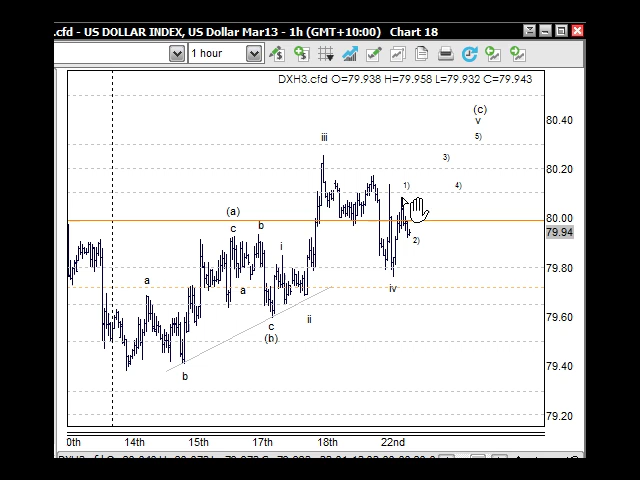 .cfd - US DOLLAR INDEX, US Dollar Mar13 - 1h (GMT+10:00) Chart 18
1 hour
DXH3.cfd O=79.938 H=79.958 L=79.932 C=79.943
(c)
v
80.40
5)
iii
3)
80.20
1)
4)
(a)
c
b
80.00
79.94
2)
i
79.80
a
a
iv
79.60
ii
c
(b)
79.40
b
79.20
0th 14th 15th 17th 18th 22nd